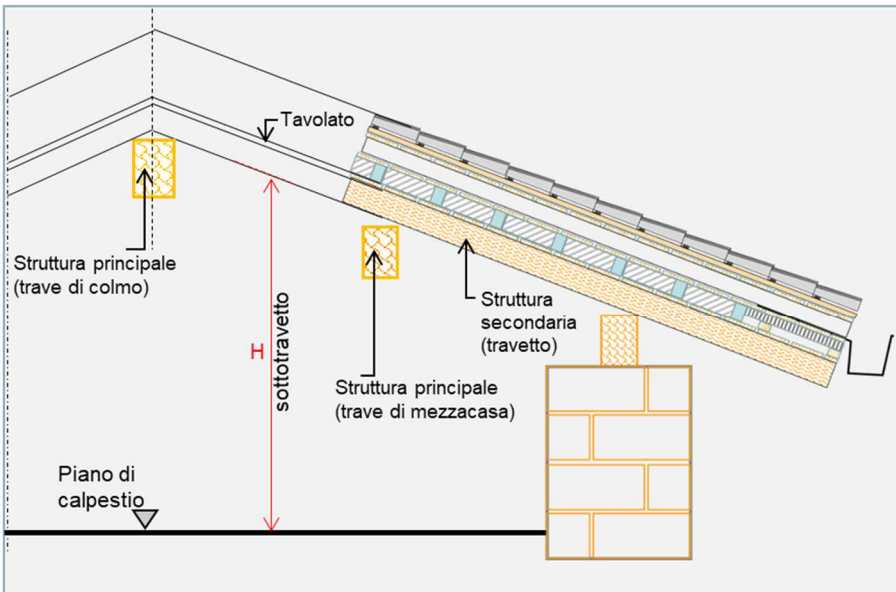 Tavolato
Struttura principale
(trave di colmo)
Struttura
secondaria
(travetto)
H
sottotravetto
Struttura principale
(trave di mezzacasa)
Piano di
calpestio